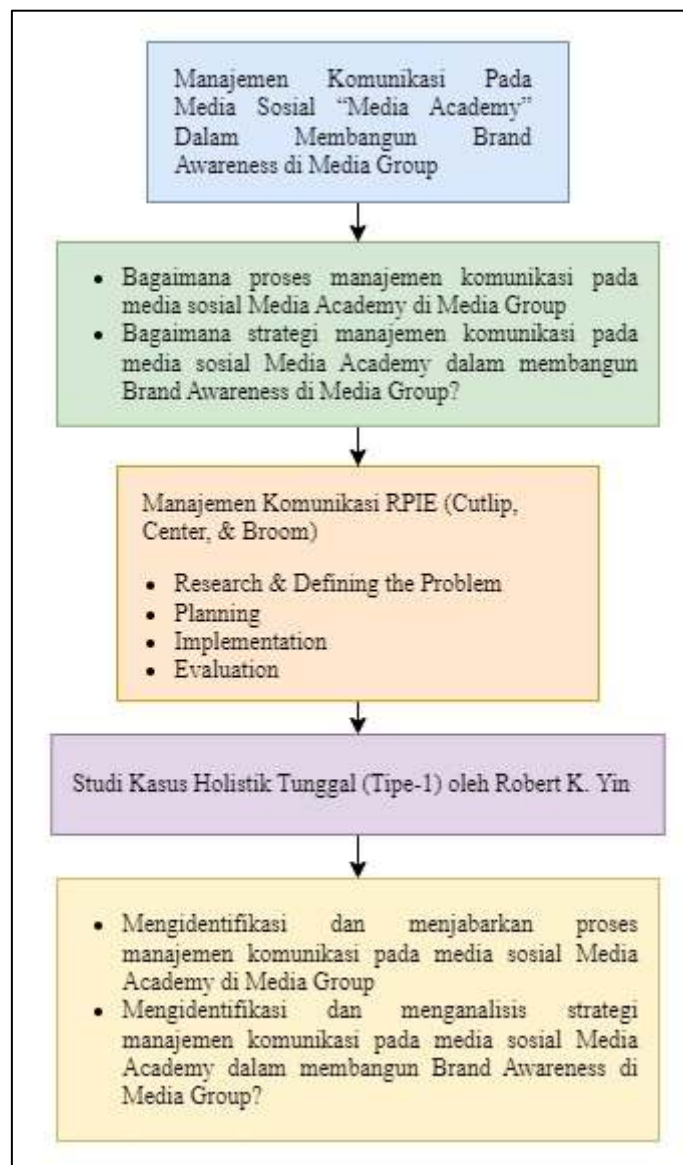 Manajemen Komunikasi Pada
Media Sosial “Media Academy”
Dalam Membangun Brand
Awareness di Media Group
• Bagaimana proses manajemen komunikasi pada
media sosial Media Academy di Media Group
• Bagaimana strategi manajemen komunikasi pada
media sosial Media Academy dalam membangun
Brand Awareness di Media Group?
Manajemen Komunikasi RPIE (Cutlip,
Center, & Broom)
• Research & Defining the Problem
• Planning
• Implementation
• Evaluation
Studi Kasus Holistik Tunggal (Tipe-1) oleh Robert K. Yin
• Mengidentifikasi dan menjabarkan proses
manajemen komunikasi pada media sosial Media
Academy di Media Group
• Mengidentifikasi dan menganalisis strategi
manajemen komunikasi pada media sosial Media
Academy dalam membangun Brand Awareness di
Media Group?